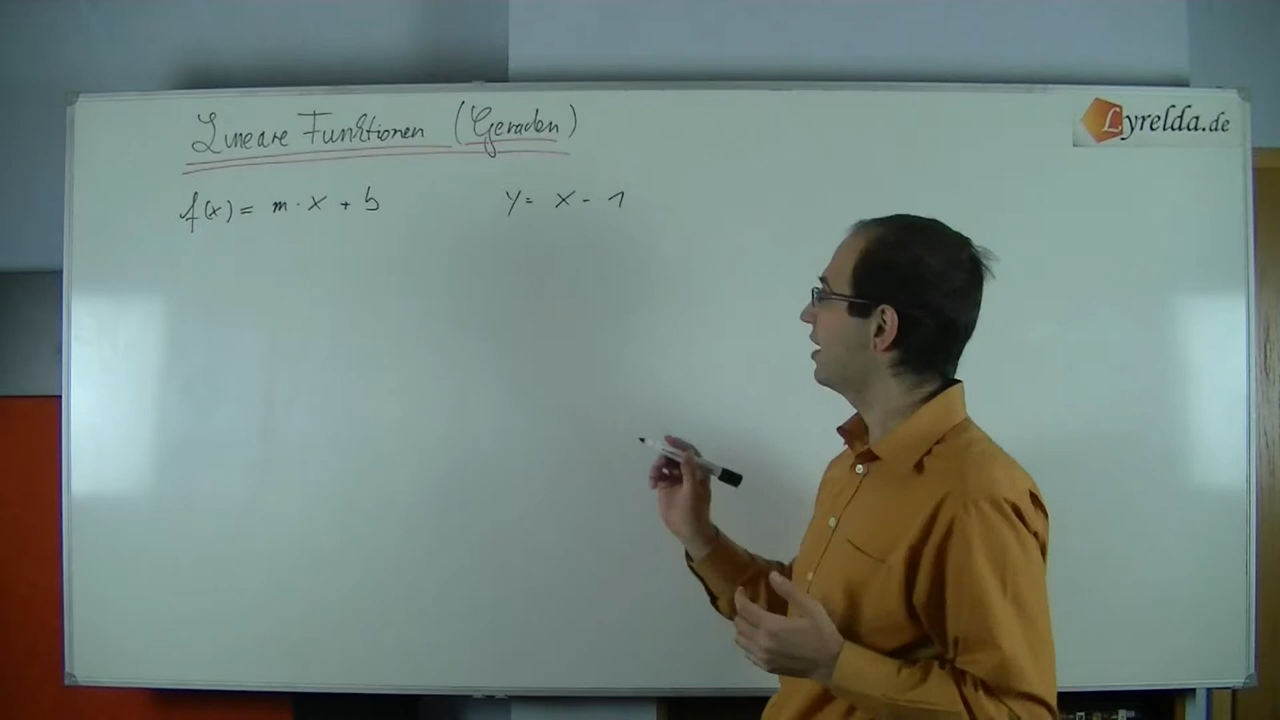 Lineare Funktionen (Geraden)
f(x) = m · x + b
y = x - 1
Lyrelda.de